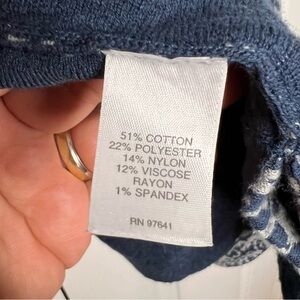 51% COTTON
22% POLYESTER
14% NYLON
12% VISCOSE
RAYON
1% SPANDEX
RN 97641